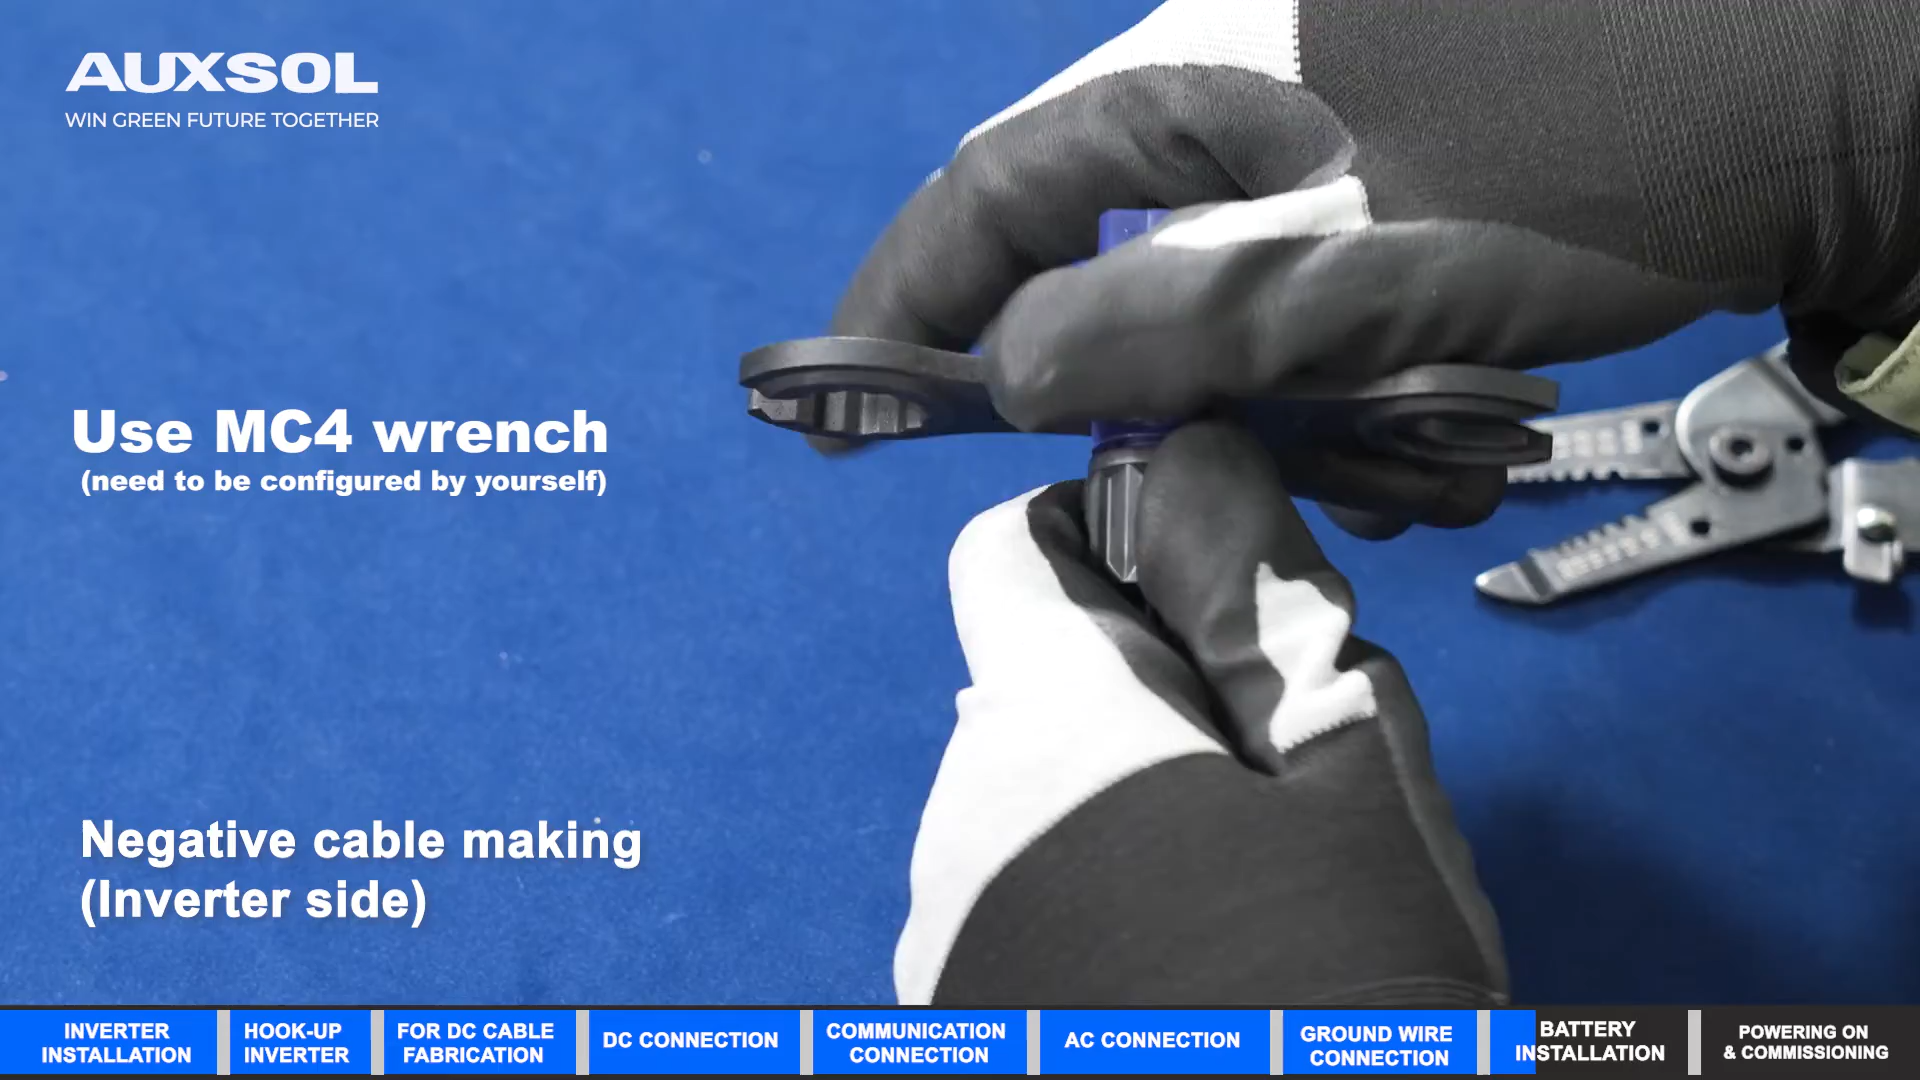 AUXSOL
WIN GREEN FUTURE TOGETHER
Use MC4 wrench
(need to be configured by yourself)
Negative cable making
(Inverter side)
INVERTER
INSTALLATION
HOOK-UP
INVERTER
FOR DC CABLE
FABRICATION
DC CONNECTION
COMMUNICATION
CONNECTION
AC CONNECTION
GROUND WIRE
CONNECTION
BATTERY
INSTALLATION
POWERING ON
& COMMISSIONING